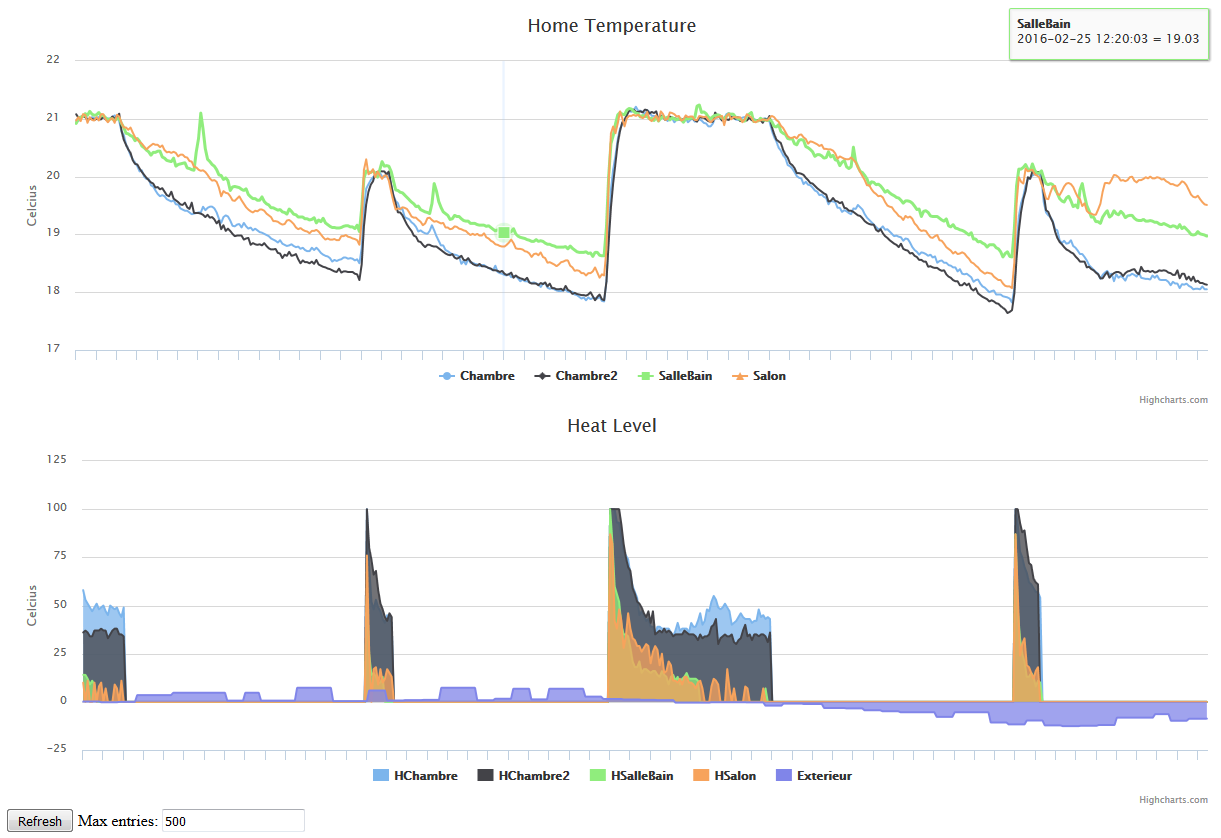 Home Temperature
SalleBain
2016-02-25 12:20:03 = 19.03
22
21
20
19
18
17
Celcius
Chambre Chambre2 SalleBain Salon
Highcharts.com
Heat Level
125
100
75
50
25
0
−25
Celcius
HChambre HChambre2 HSalleBain HSalon Exterieur
Highcharts.com
Refresh Max entries: 500